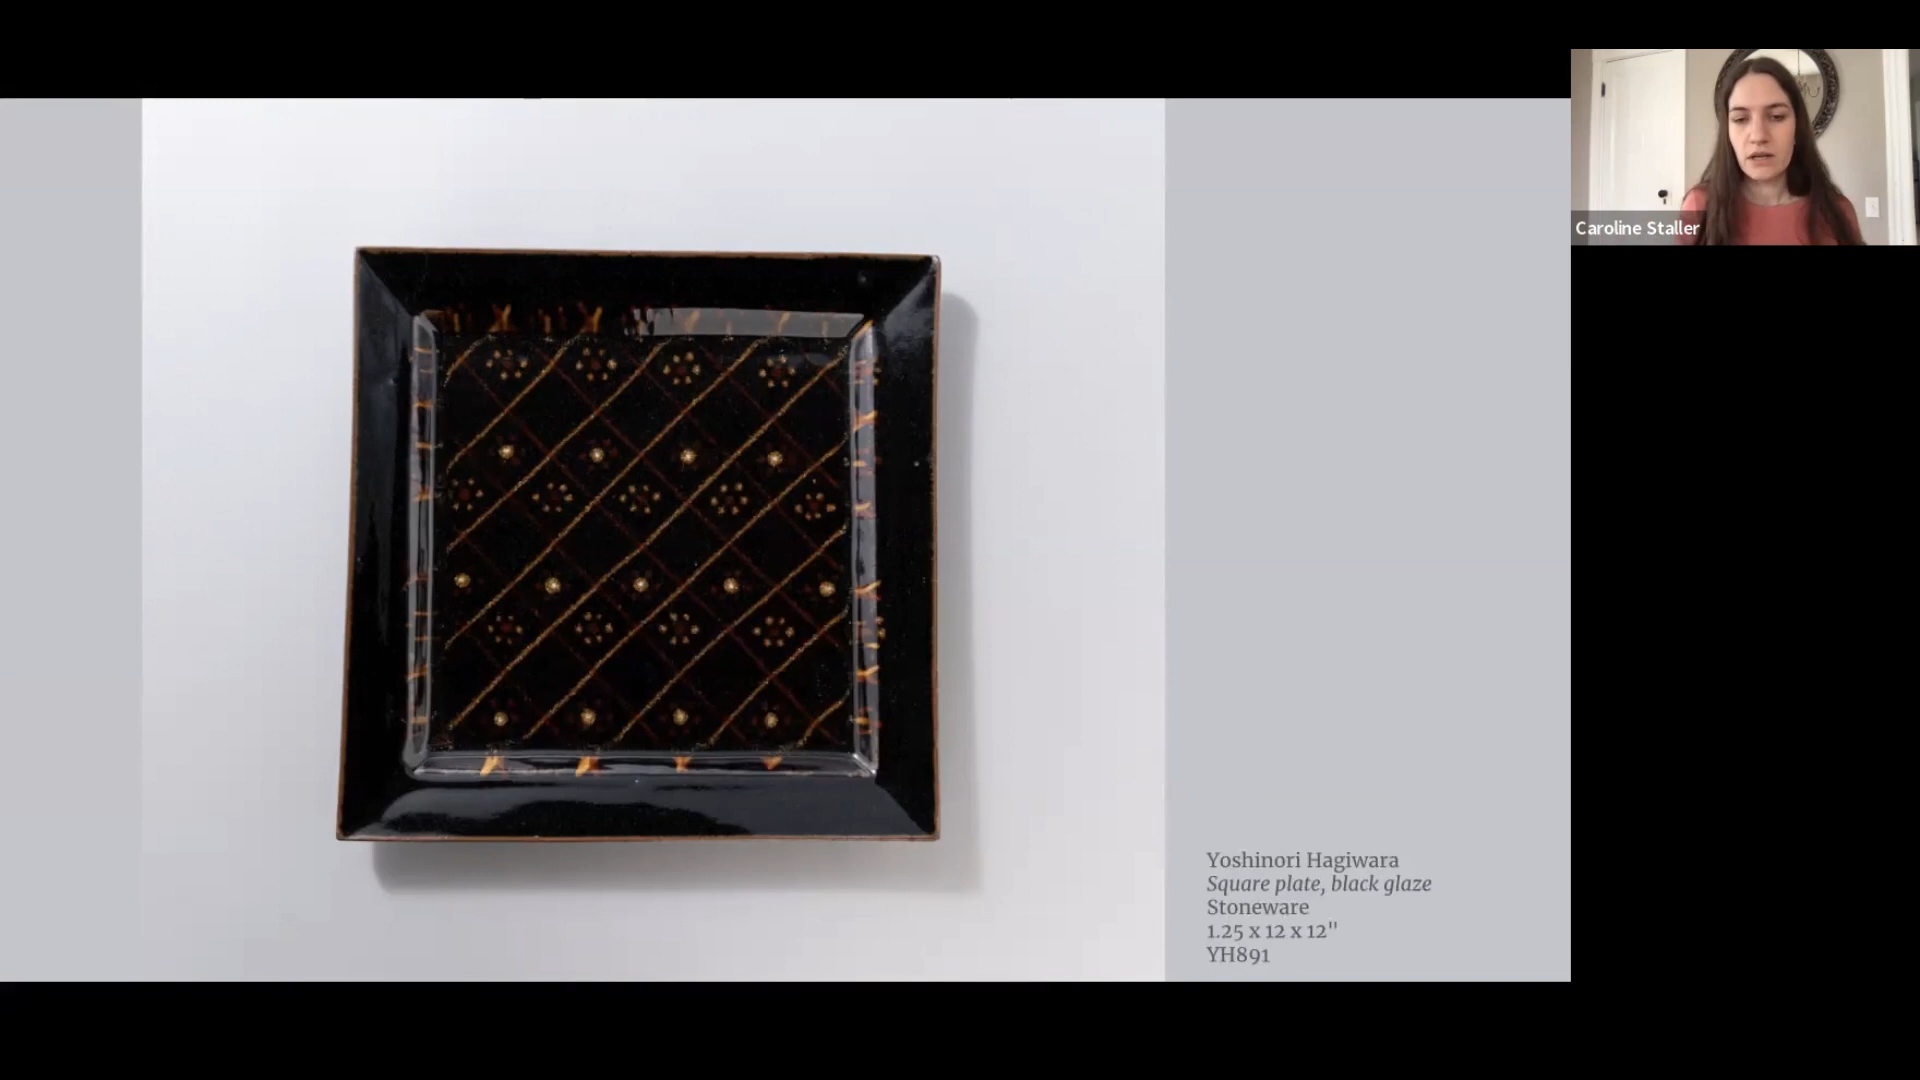 Caroline Staller
Yoshinori Hagiwara
Square plate, black glaze
Stoneware
1.25 x 12 x 12"
YH891